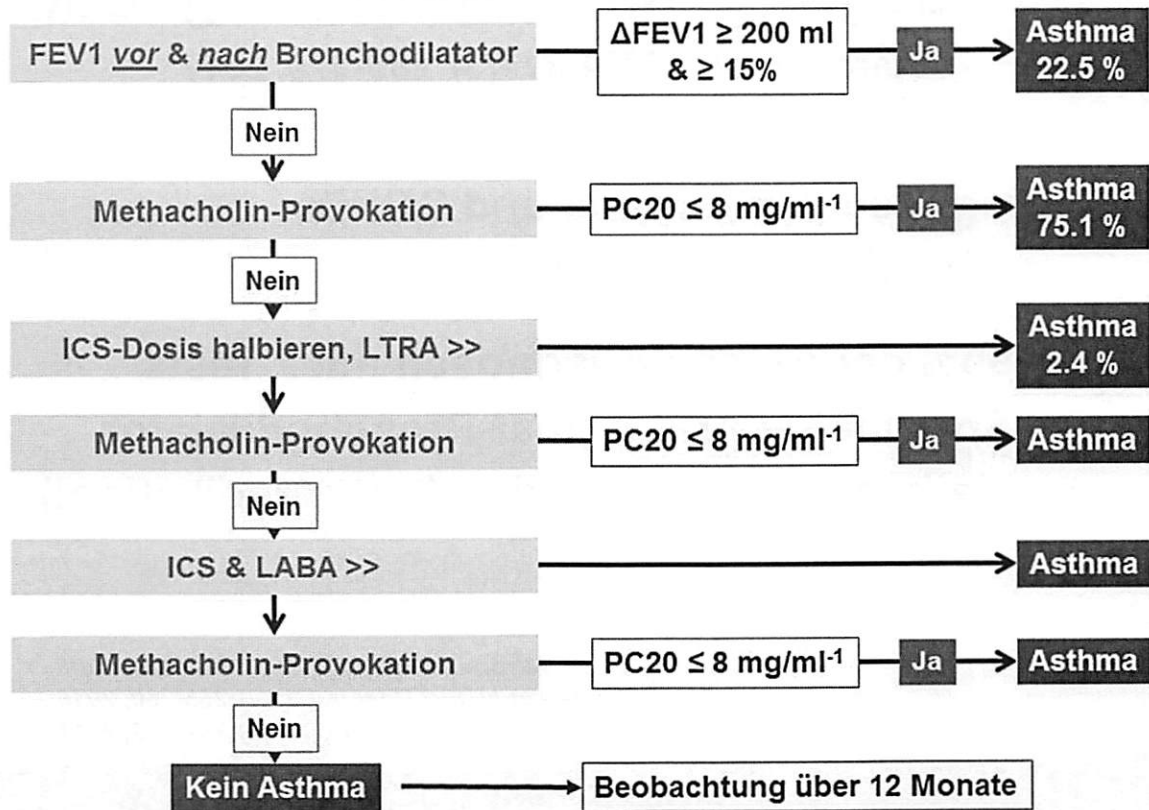 FEV1 vor & nach Bronchodilatator
ΔFEV1 ≥ 200 ml
& ≥ 15%
Ja
Asthma
22.5 %
Nein
Methacholin-Provokation
PC20 ≤ 8 mg/ml⁻¹
Ja
Asthma
75.1 %
Nein
ICS-Dosis halbieren, LTRA >>
Asthma
2.4 %
Methacholin-Provokation
PC20 ≤ 8 mg/ml⁻¹
Ja
Asthma
Nein
ICS & LABA >>
Asthma
Methacholin-Provokation
PC20 ≤ 8 mg/ml⁻¹
Ja
Asthma
Nein
Kein Asthma
Beobachtung über 12 Monate